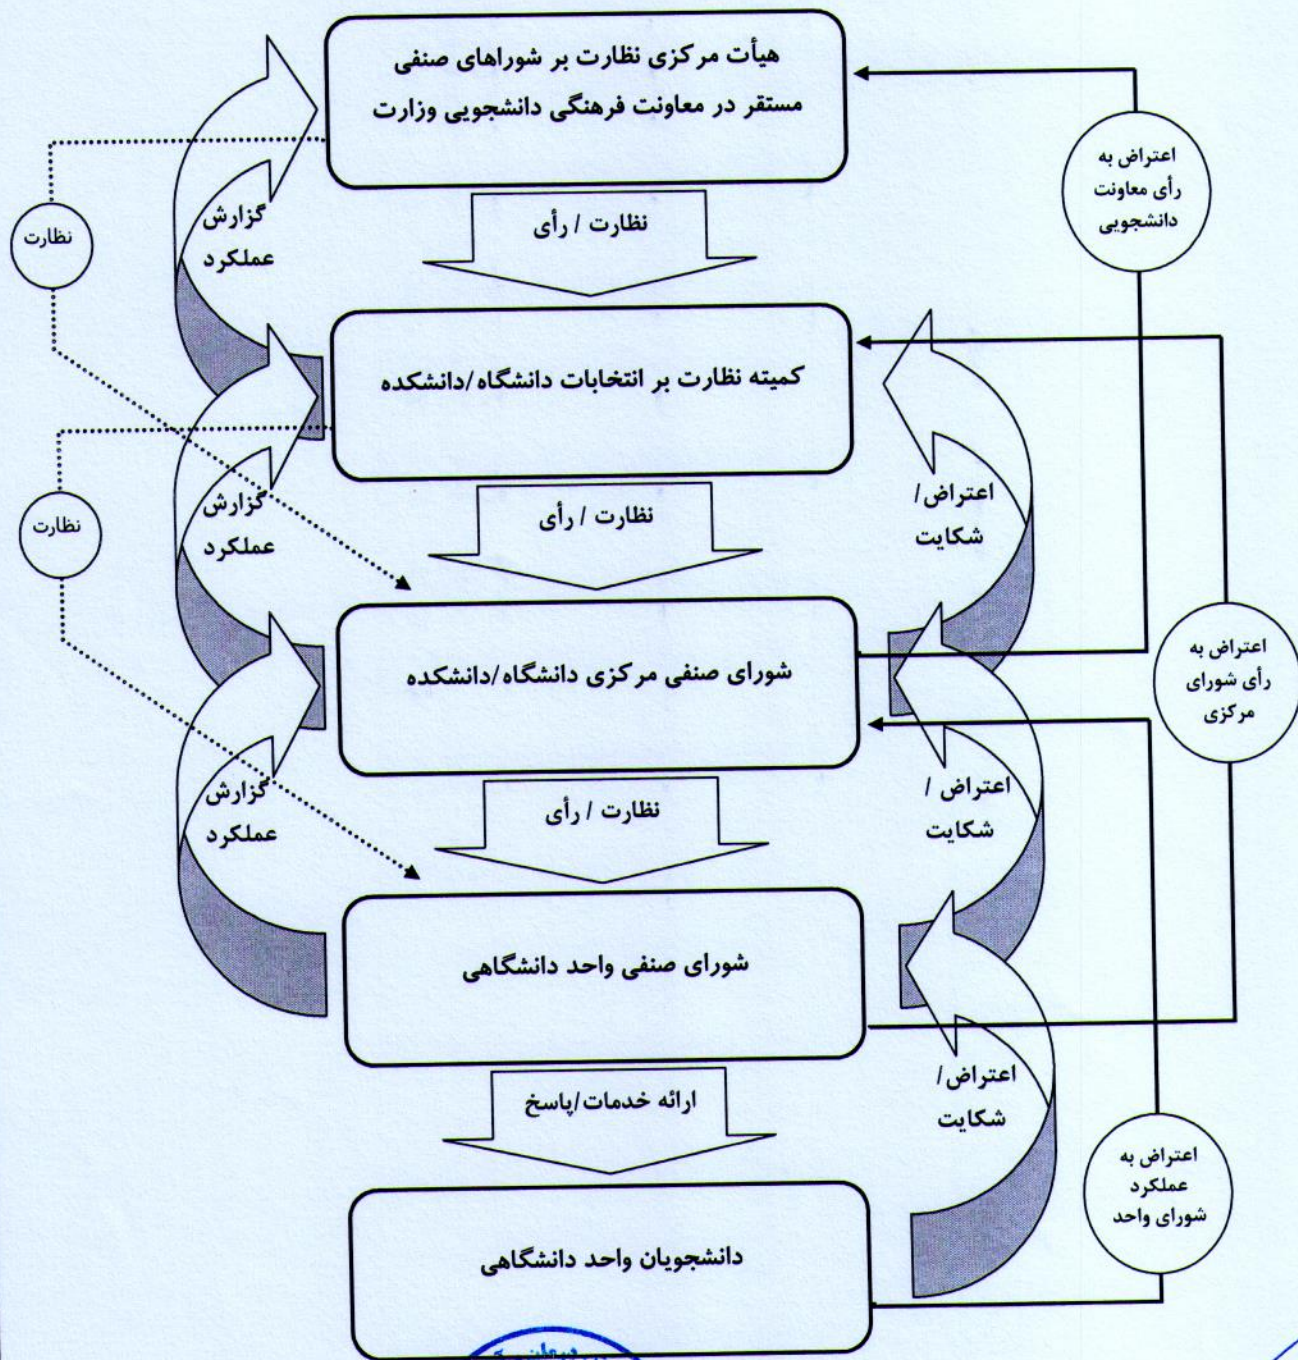 هیأت مرکزی نظارت بر شوراهای صنفی
مستقر در معاونت فرهنگی دانشجویی وزارت
اعتراض به
رأی معاونت
دانشجویی
گزارش
عملکرد
نظارت / رأی
نظارت
کمیته نظارت بر انتخابات دانشگاه/دانشکده
اعتراض/
شکایت
نظارت / رأی
گزارش
عملکرد
نظارت
شورای صنفی مرکزی دانشگاه/دانشکده
اعتراض به
رأی شورای
مرکزی
اعتراض /
شکایت
نظارت / رأی
گزارش
عملکرد
شورای صنفی واحد دانشگاهی
اعتراض/
شکایت
ارائه خدمات/پاسخ
اعتراض به
عملکرد
شورای واحد
دانشجویان واحد دانشگاهی